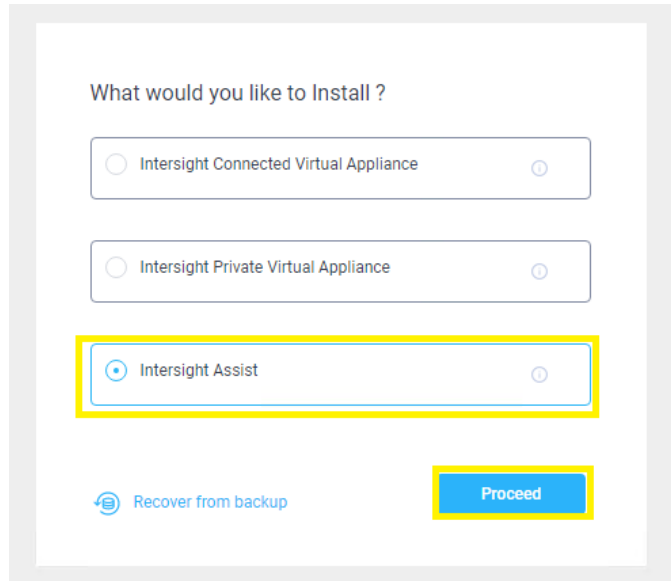 What would you like to Install ?
Intersight Connected Virtual Appliance
Intersight Private Virtual Appliance
Intersight Assist
Recover from backup
Proceed